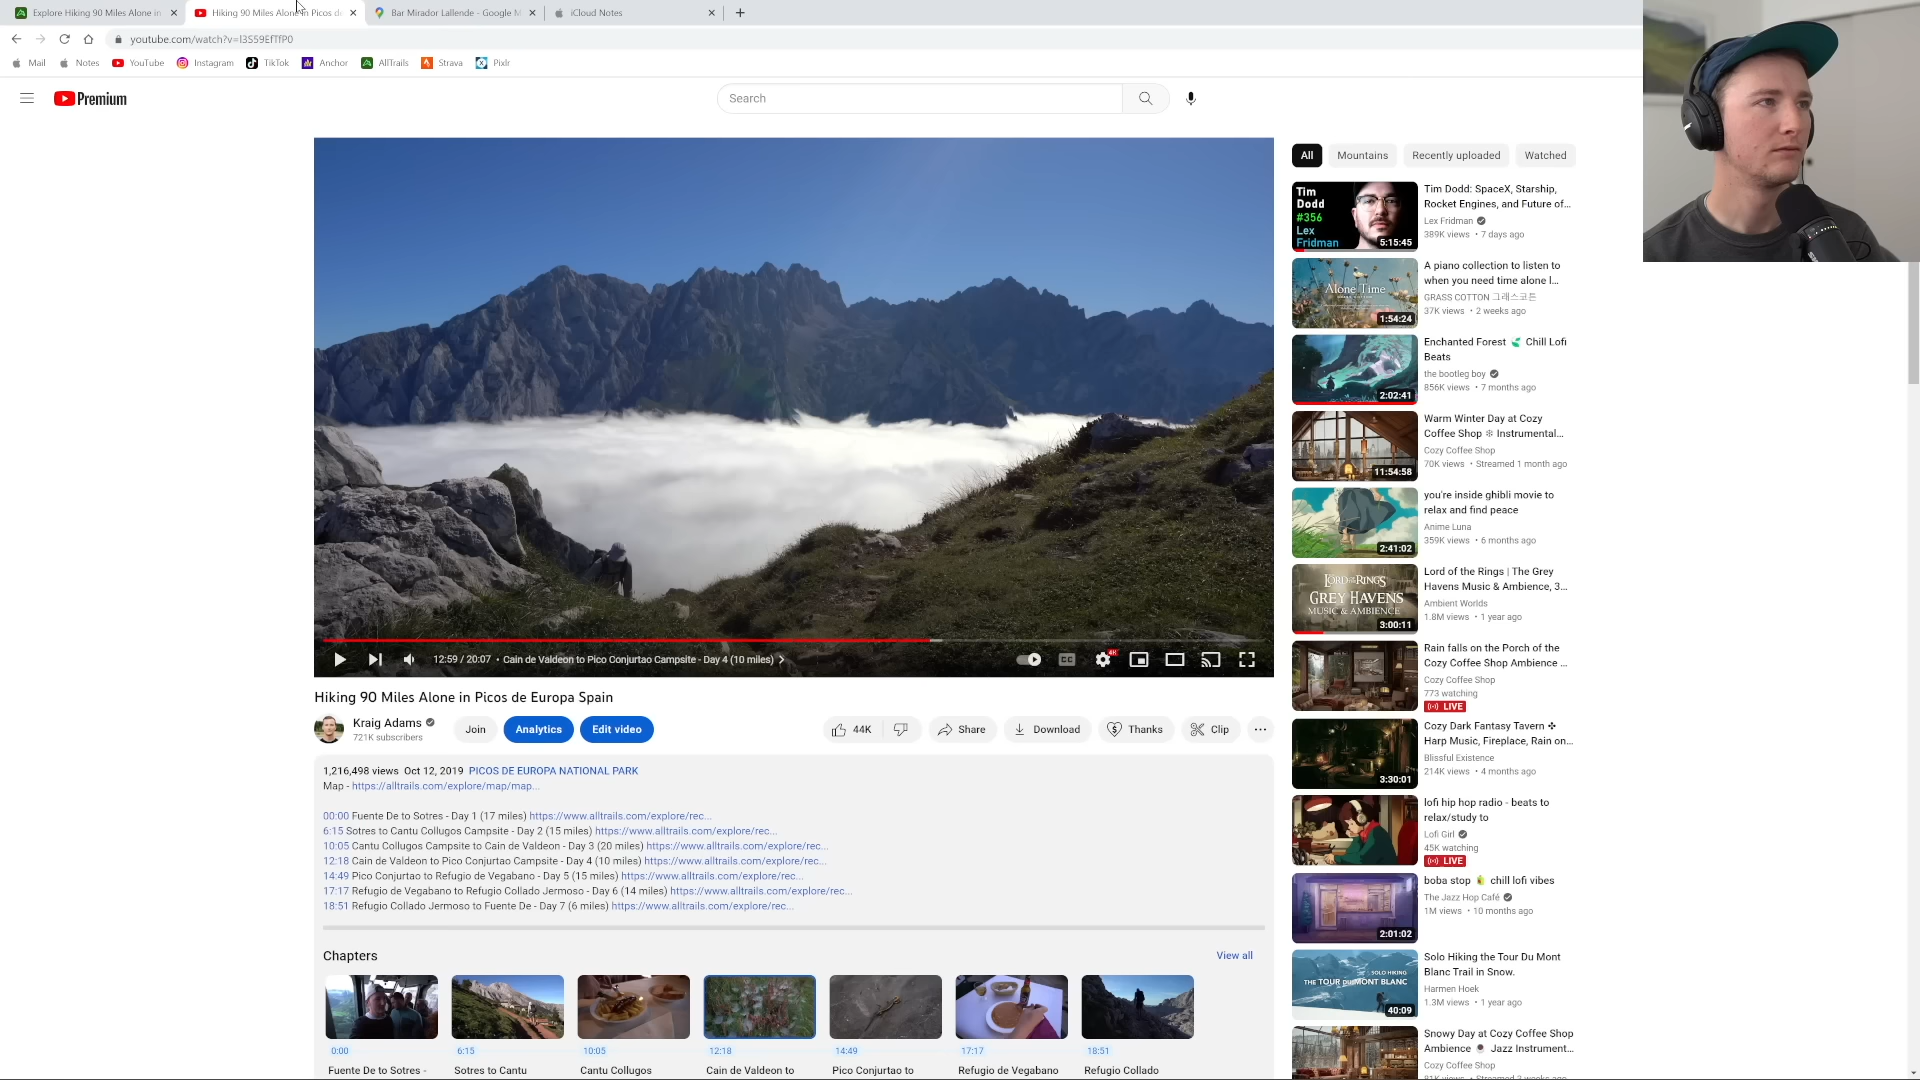 Explore Hiking 90 Miles Alone in
Hiking 90 Miles Alone in Picos de
Bar Mirador Lallende - Google M
iCloud Notes
youtube.com/watch?v=l3S59EfTfP0
Mail
Notes
YouTube
Instagram
TikTok
Anchor
AllTrails
Strava
Pixlr
Premium
Search
12:59 / 20:07 • Cain de Valdeon to Pico Conjurtao Campsite - Day 4 (10 miles)
CC
4K
Hiking 90 Miles Alone in Picos de Europa Spain
Kraig Adams
721K subscribers
Join
Analytics
Edit video
44K
Share
Download
Thanks
Clip
1,216,498 views Oct 12, 2019 PICOS DE EUROPA NATIONAL PARK
Map - https://alltrails.com/explore/map/map...
00:00 Fuente De to Sotres - Day 1 (17 miles) https://www.alltrails.com/explore/rec...
6:15 Sotres to Cantu Collugos Campsite - Day 2 (15 miles) https://www.alltrails.com/explore/rec...
10:05 Cantu Collugos Campsite to Cain de Valdeon - Day 3 (20 miles) https://www.alltrails.com/explore/rec...
12:18 Cain de Valdeon to Pico Conjurtao Campsite - Day 4 (10 miles) https://www.alltrails.com/explore/rec...
14:49 Pico Conjurtao to Refugio de Vegabano - Day 5 (15 miles) https://www.alltrails.com/explore/rec...
17:17 Refugio de Vegabano to Refugio Collado Jermoso - Day 6 (14 miles) https://www.alltrails.com/explore/rec...
18:51 Refugio Collado Jermoso to Fuente De - Day 7 (6 miles) https://www.alltrails.com/explore/rec...
Chapters
View all
0:00
6:15
10:05
12:18
14:49
17:17
18:51
Fuente De to Sotres -
Sotres to Cantu
Cantu Collugos
Cain de Valdeon to
Pico Conjurtao to
Refugio de Vegabano
Refugio Collado
All
Mountains
Recently uploaded
Watched
Tim
Dodd
#356
Lex
Fridman
5:15:45
Tim Dodd: SpaceX, Starship,
Rocket Engines, and Future of...
Lex Fridman
389K views • 7 days ago
Alone Time
1:54:24
A piano collection to listen to
when you need time alone l...
GRASS COTTON 그래스코튼
37K views • 2 weeks ago
2:02:41
Enchanted Forest 🍃 Chill Lofi
Beats
the bootleg boy
856K views • 7 months ago
11:54:58
Warm Winter Day at Cozy
Coffee Shop ❄ Instrumental...
Cozy Coffee Shop
70K views • Streamed 1 month ago
2:41:02
you're inside ghibli movie to
relax and find peace
Anime Luna
359K views • 6 months ago
LORD OF THE RINGS
GREY HAVENS
MUSIC & AMBIENCE
3:00:11
Lord of the Rings | The Grey
Havens Music & Ambience, 3...
Ambient Worlds
1.8M views • 1 year ago
Rain falls on the Porch of the
Cozy Coffee Shop Ambience ...
Cozy Coffee Shop
773 watching
LIVE
3:30:01
Cozy Dark Fantasy Tavern ✣
Harp Music, Fireplace, Rain on...
Blissful Existence
214K views • 4 months ago
lofi hip hop radio - beats to
relax/study to
Lofi Girl
45K watching
LIVE
2:01:02
boba stop 🧋 chill lofi vibes
The Jazz Hop Café
1M views • 10 months ago
SOLO HIKING
THE TOUR DU MONT BLANC
40:09
Solo Hiking the Tour Du Mont
Blanc Trail in Snow.
Harmen Hoek
1.3M views • 1 year ago
Snowy Day at Cozy Coffee Shop
Ambience ☕ Jazz Instrument...
Cozy Coffee Shop